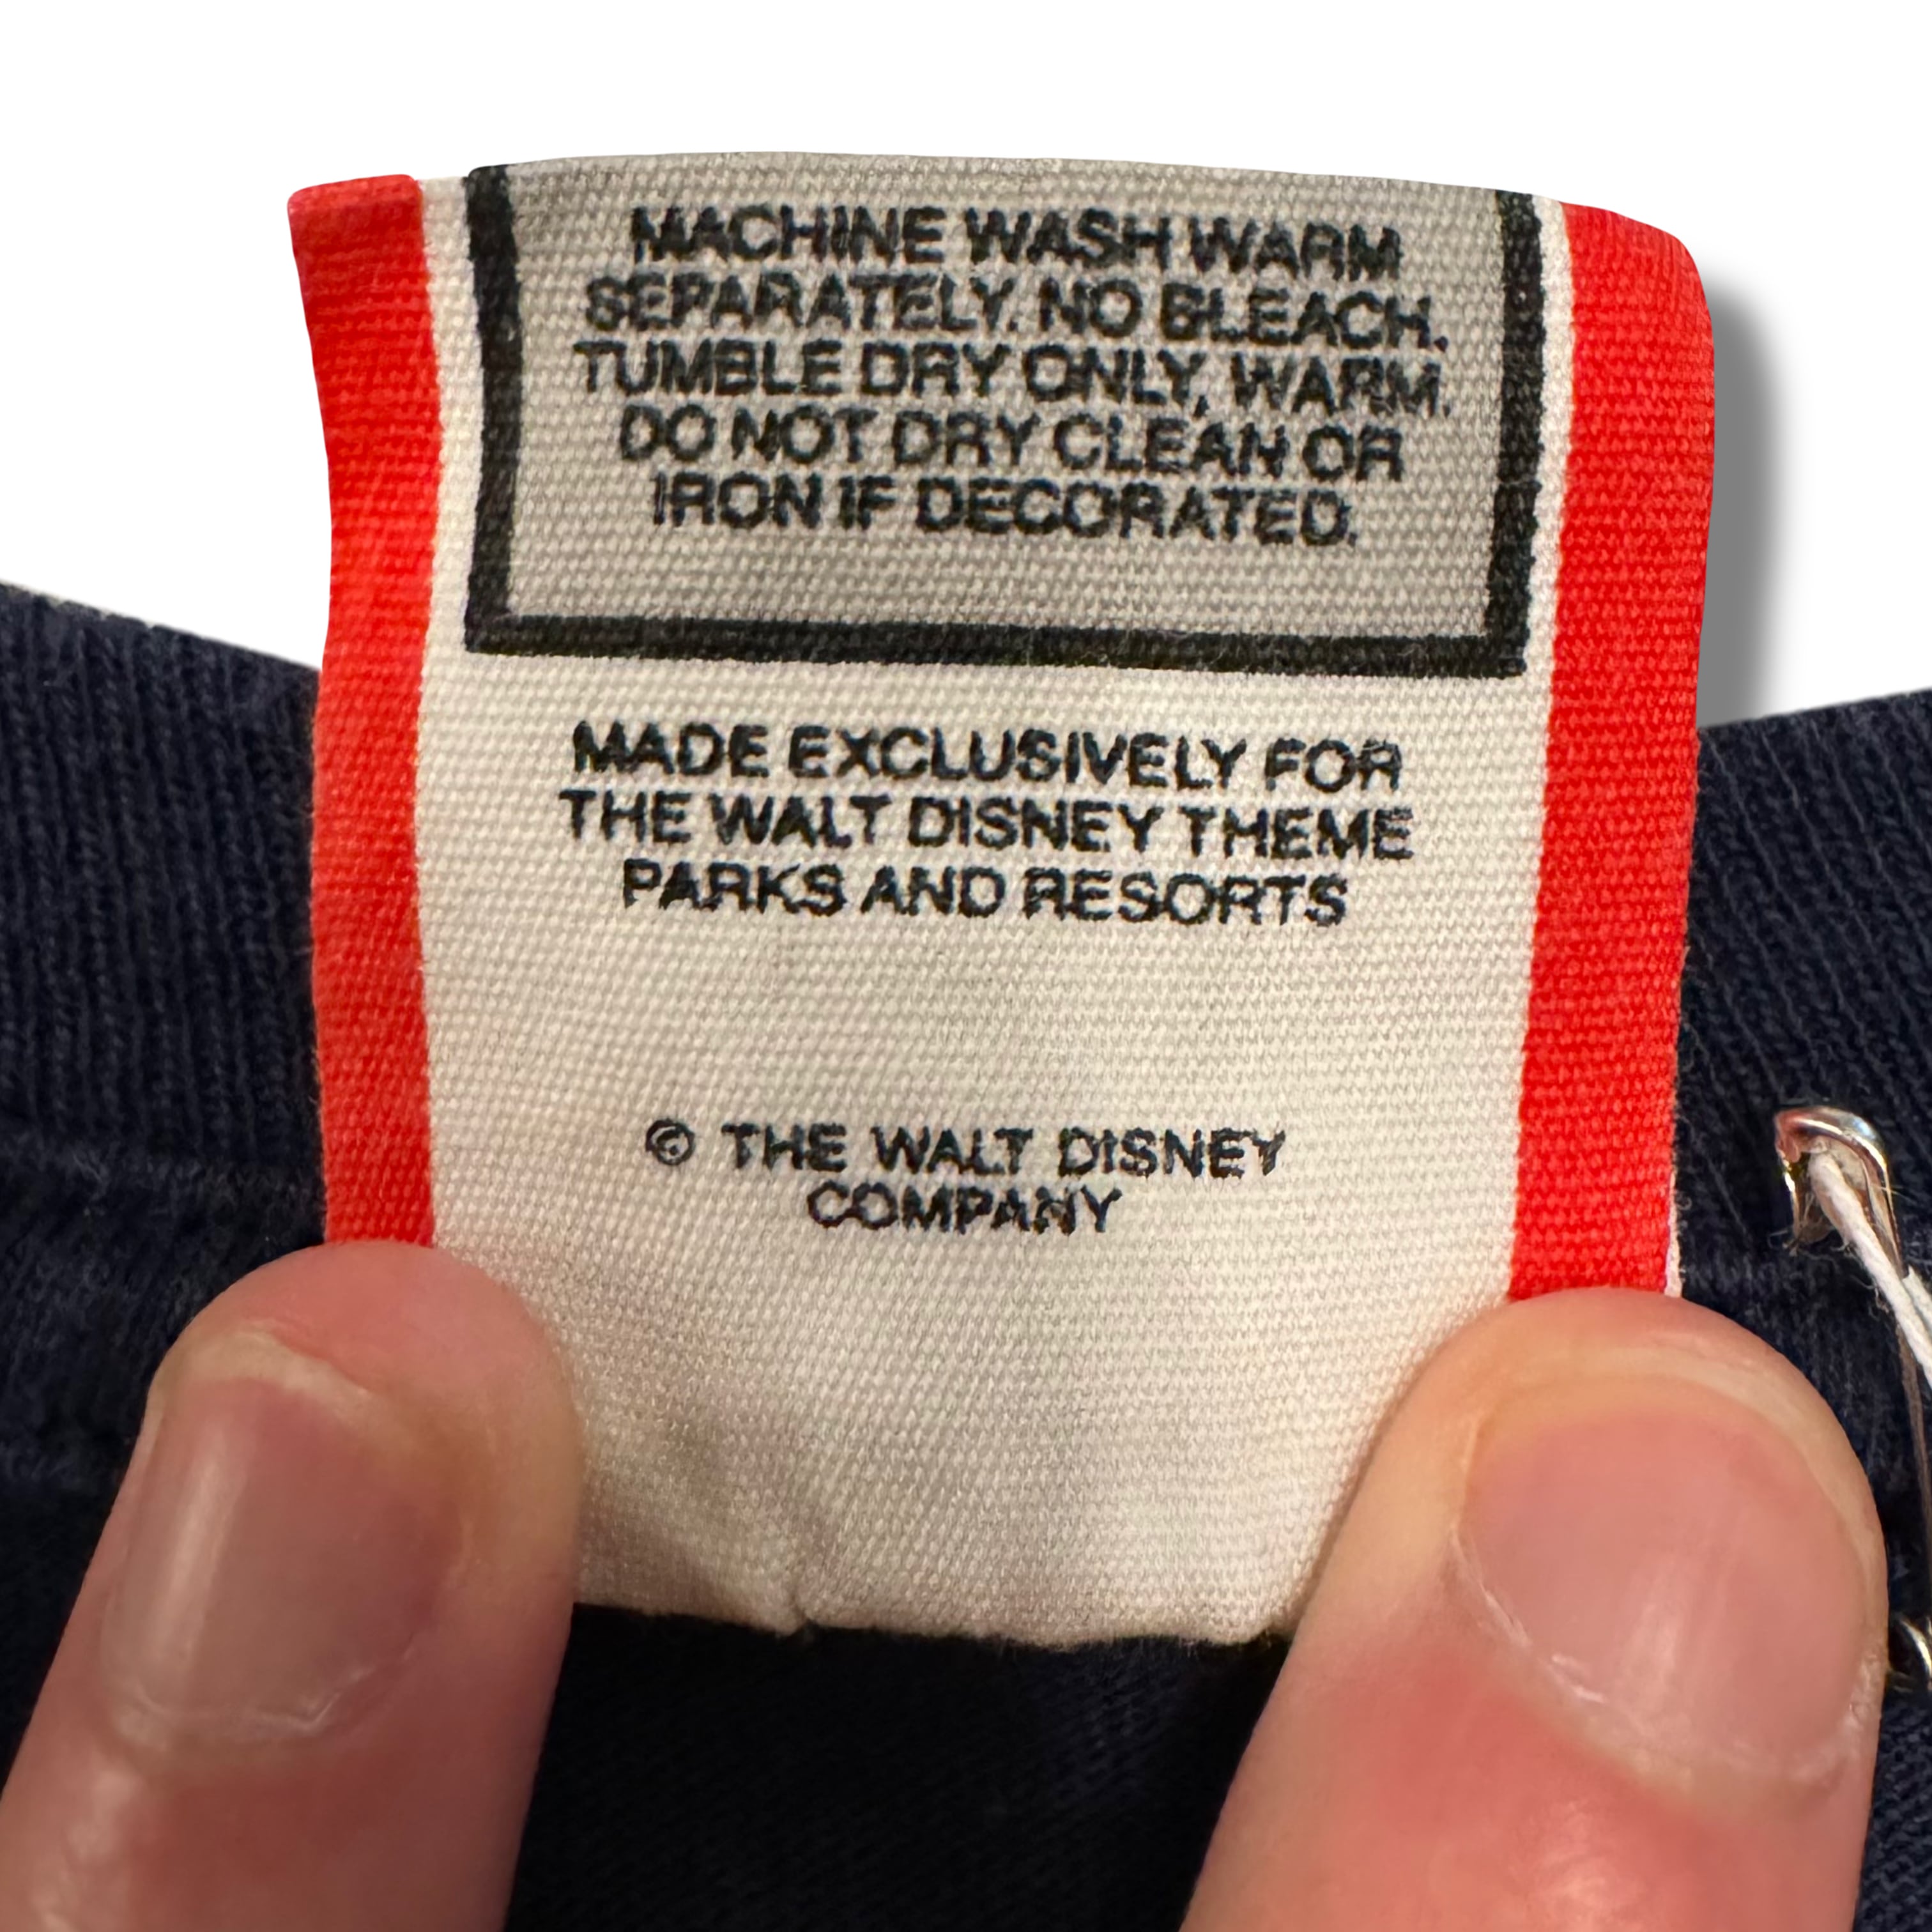 MACHINE WASH WARM
SEPARATELY. NO BLEACH.
TUMBLE DRY ONLY, WARM.
DO NOT DRY CLEAN OR
IRON IF DECORATED.
MADE EXCLUSIVELY FOR
THE WALT DISNEY THEME
PARKS AND RESORTS
© THE WALT DISNEY
COMPANY